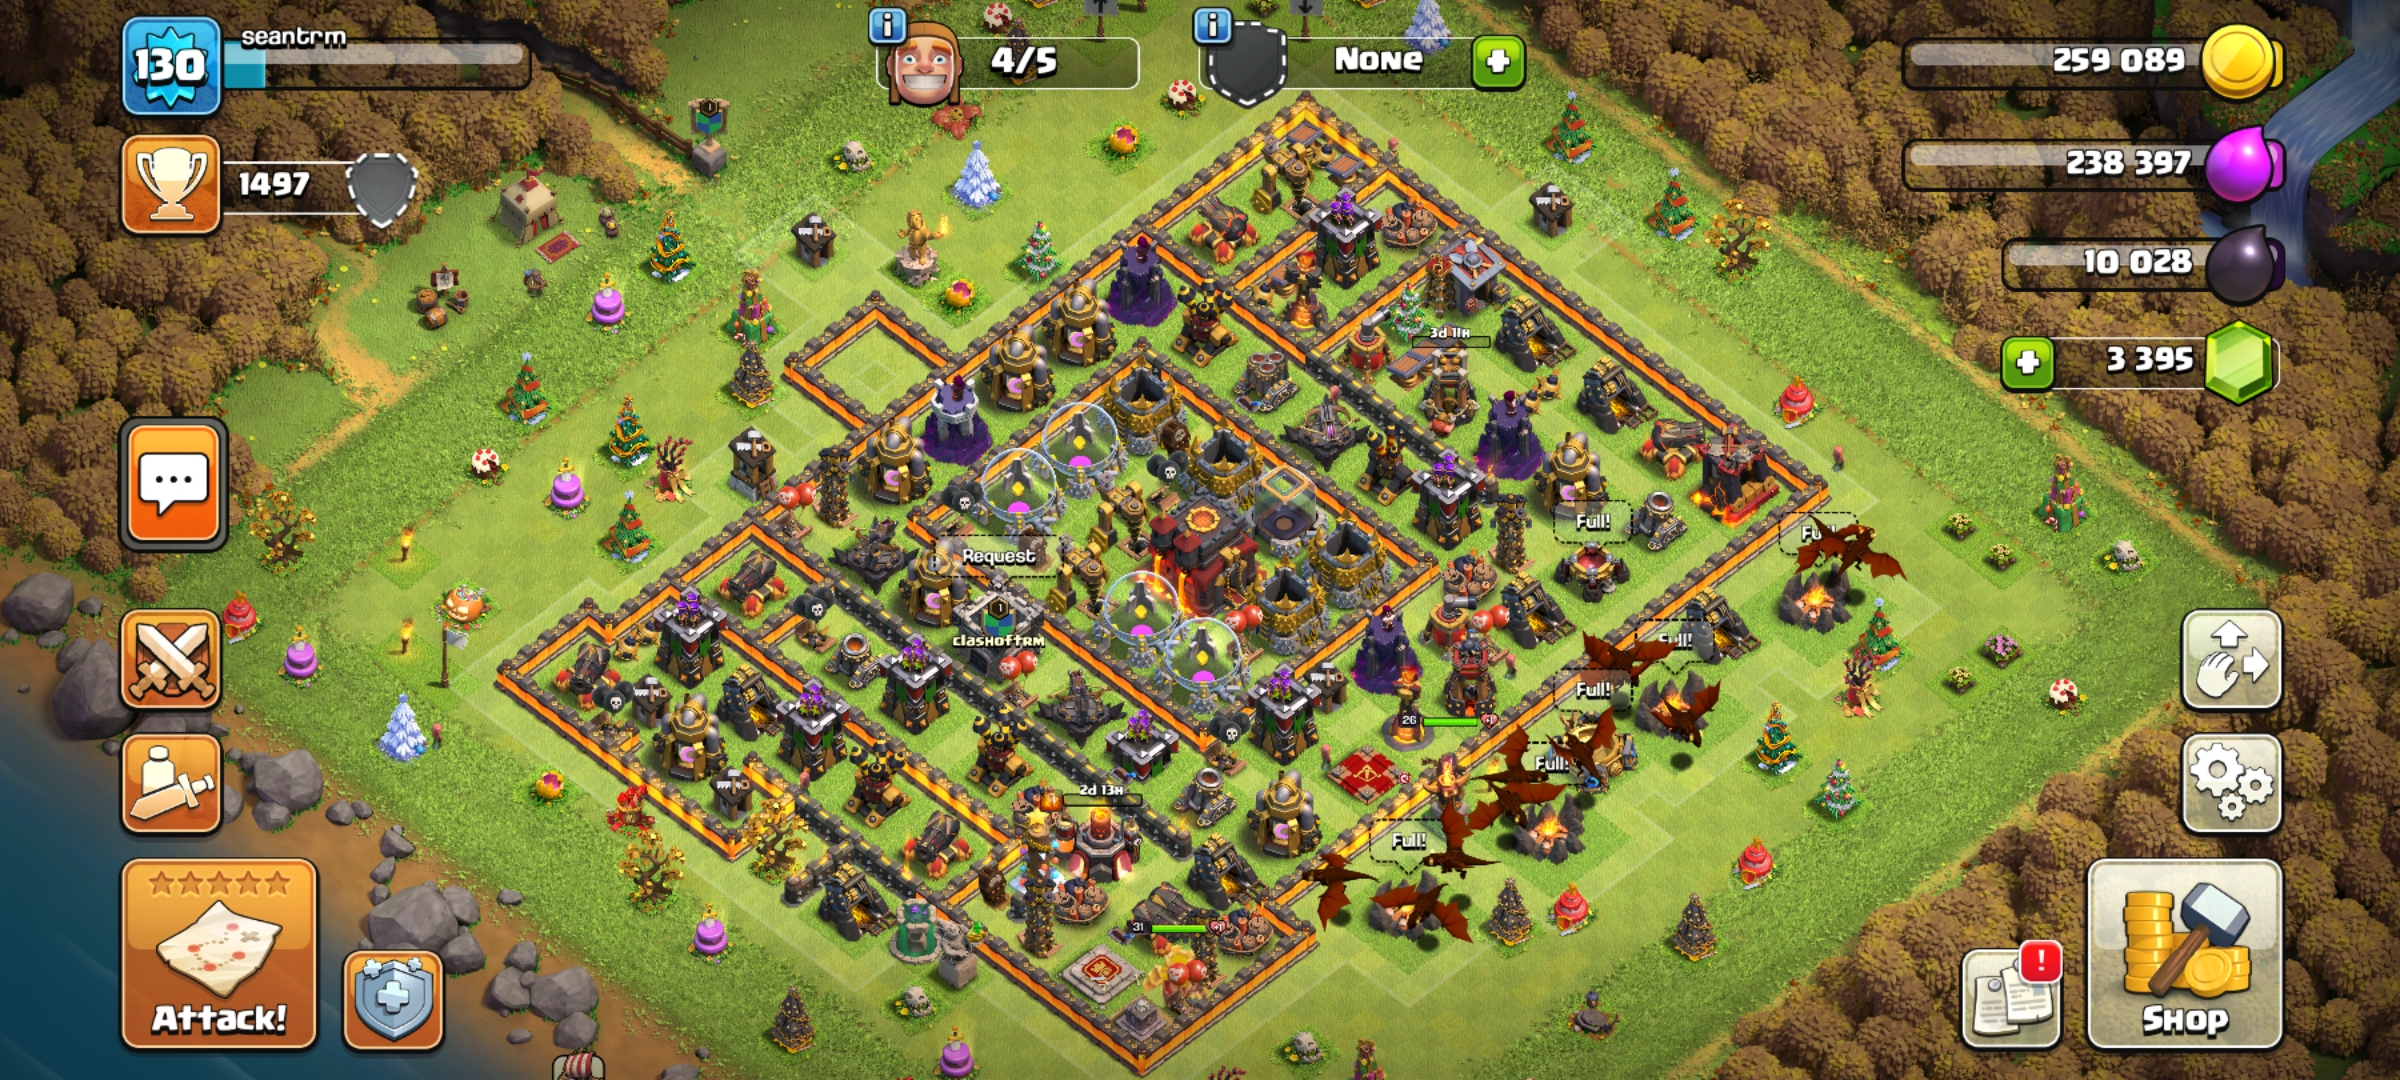 130
seantrm
4/5
None
259 089
1497
238 397
10 028
3 395
3d 11H
Full!
Request
1
clashoftrm
Full!
Full!
26
Full!
2d 13H
Full!
31
Attack!
!
Shop